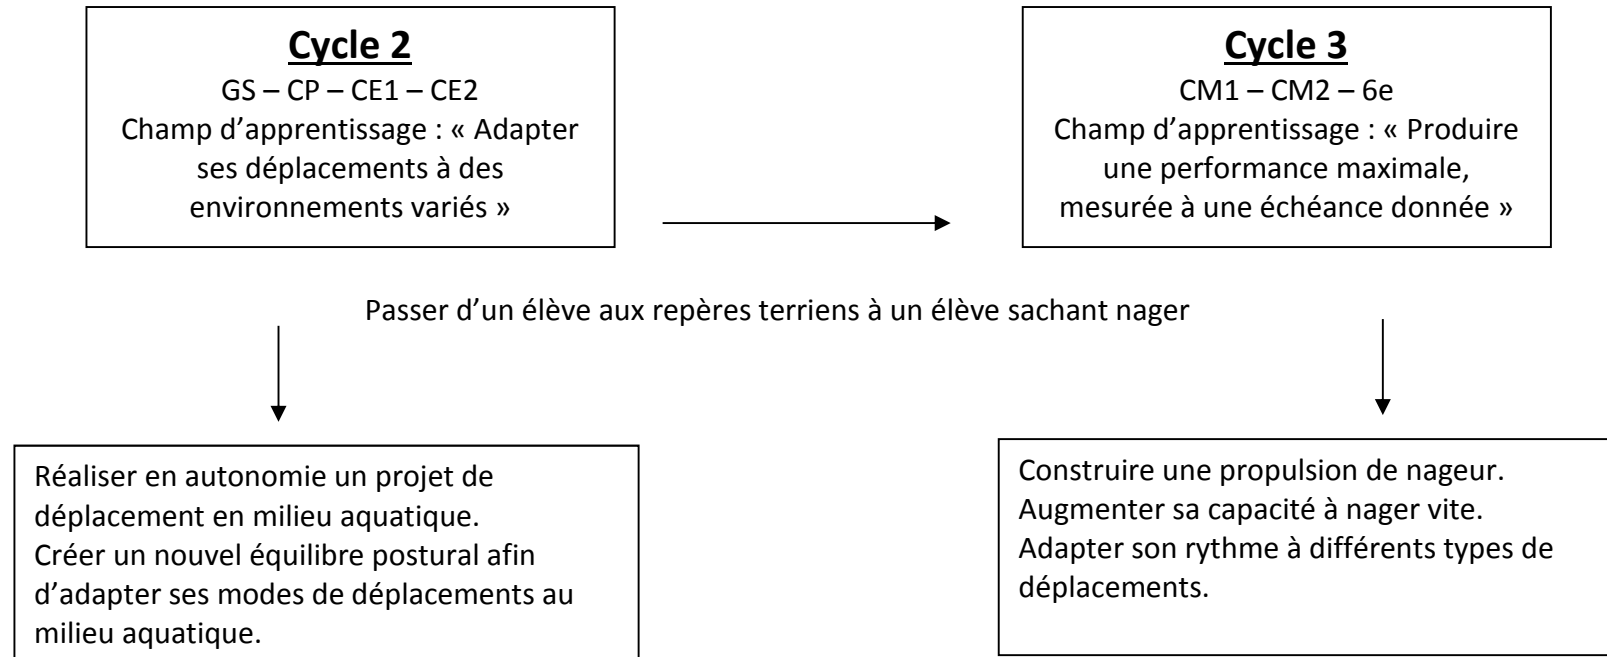 Cycle 2
GS – CP – CE1 – CE2
Champ d’apprentissage : « Adapter
ses déplacements à des
environnements variés »
Cycle 3
CM1 – CM2 – 6e
Champ d’apprentissage : « Produire
une performance maximale,
mesurée à une échéance donnée »
Passer d’un élève aux repères terriens à un élève sachant nager
Réaliser en autonomie un projet de
déplacement en milieu aquatique.
Créer un nouvel équilibre postural afin
d’adapter ses modes de déplacements au
milieu aquatique.
Construire une propulsion de nageur.
Augmenter sa capacité à nager vite.
Adapter son rythme à différents types de
déplacements.